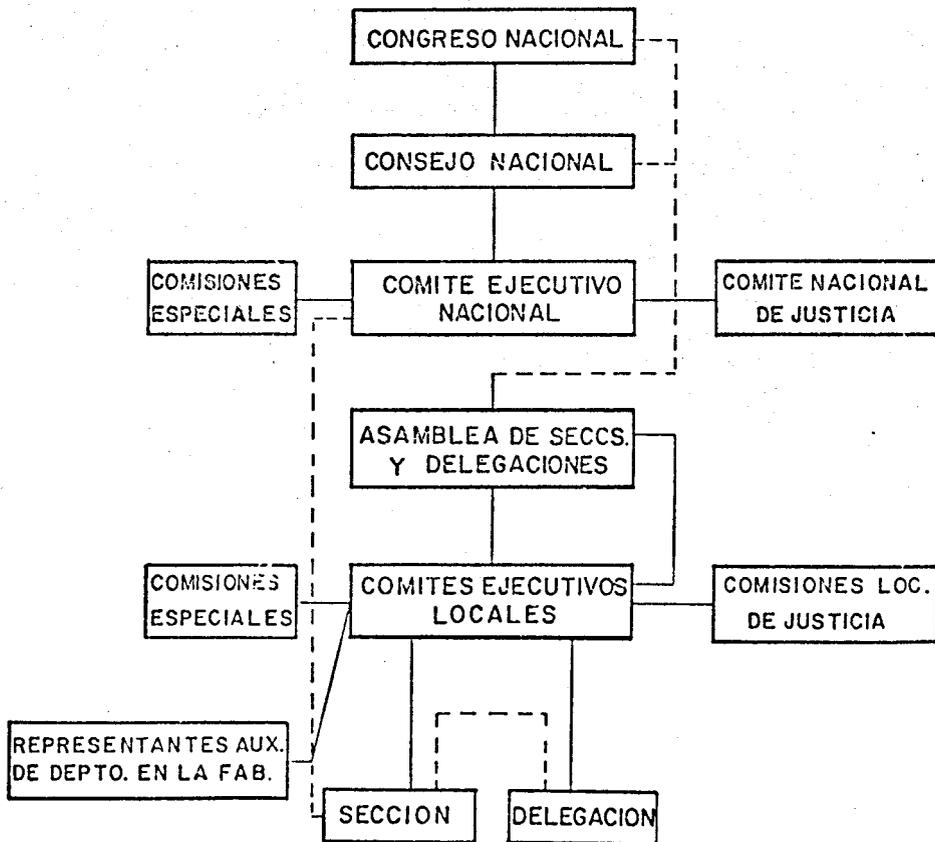 CONGRESO NACIONAL
CONSEJO NACIONAL
COMISIONES
ESPECIALES
COMITE EJECUTIVO
NACIONAL
COMITE NACIONAL
DE JUSTICIA
ASAMBLEA DE SECCS.
Y DELEGACIONES
COMISIONES
ESPECIALES
COMITES EJECUTIVOS
LOCALES
COMISIONES LOC.
DE JUSTICIA
REPRESENTANTES AUX.
DE DEPTO. EN LA FAB.
SECCION
DELEGACION